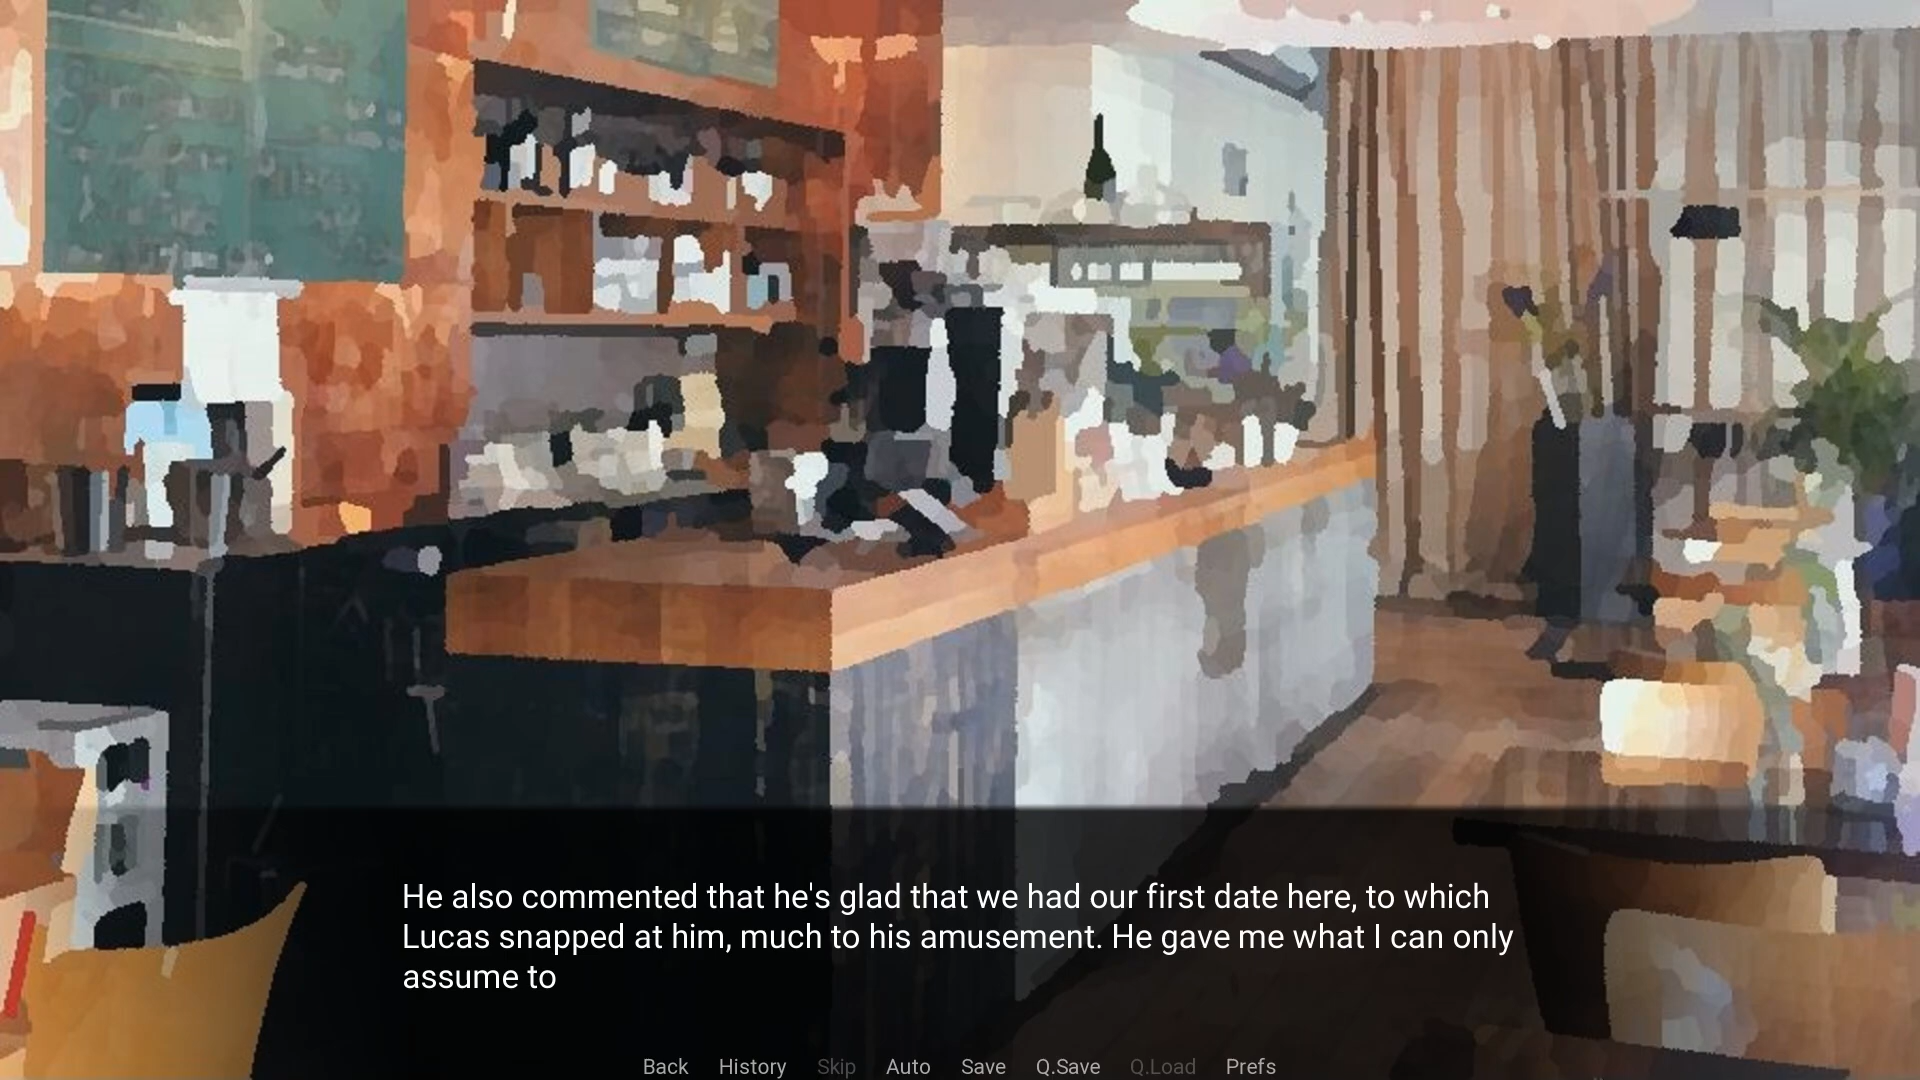 He also commented that he's glad that we had our first date here, to which
Lucas snapped at him, much to his amusement. He gave me what I can only
assume to
Back History Skip Auto Save Q.Save Q.Load Prefs